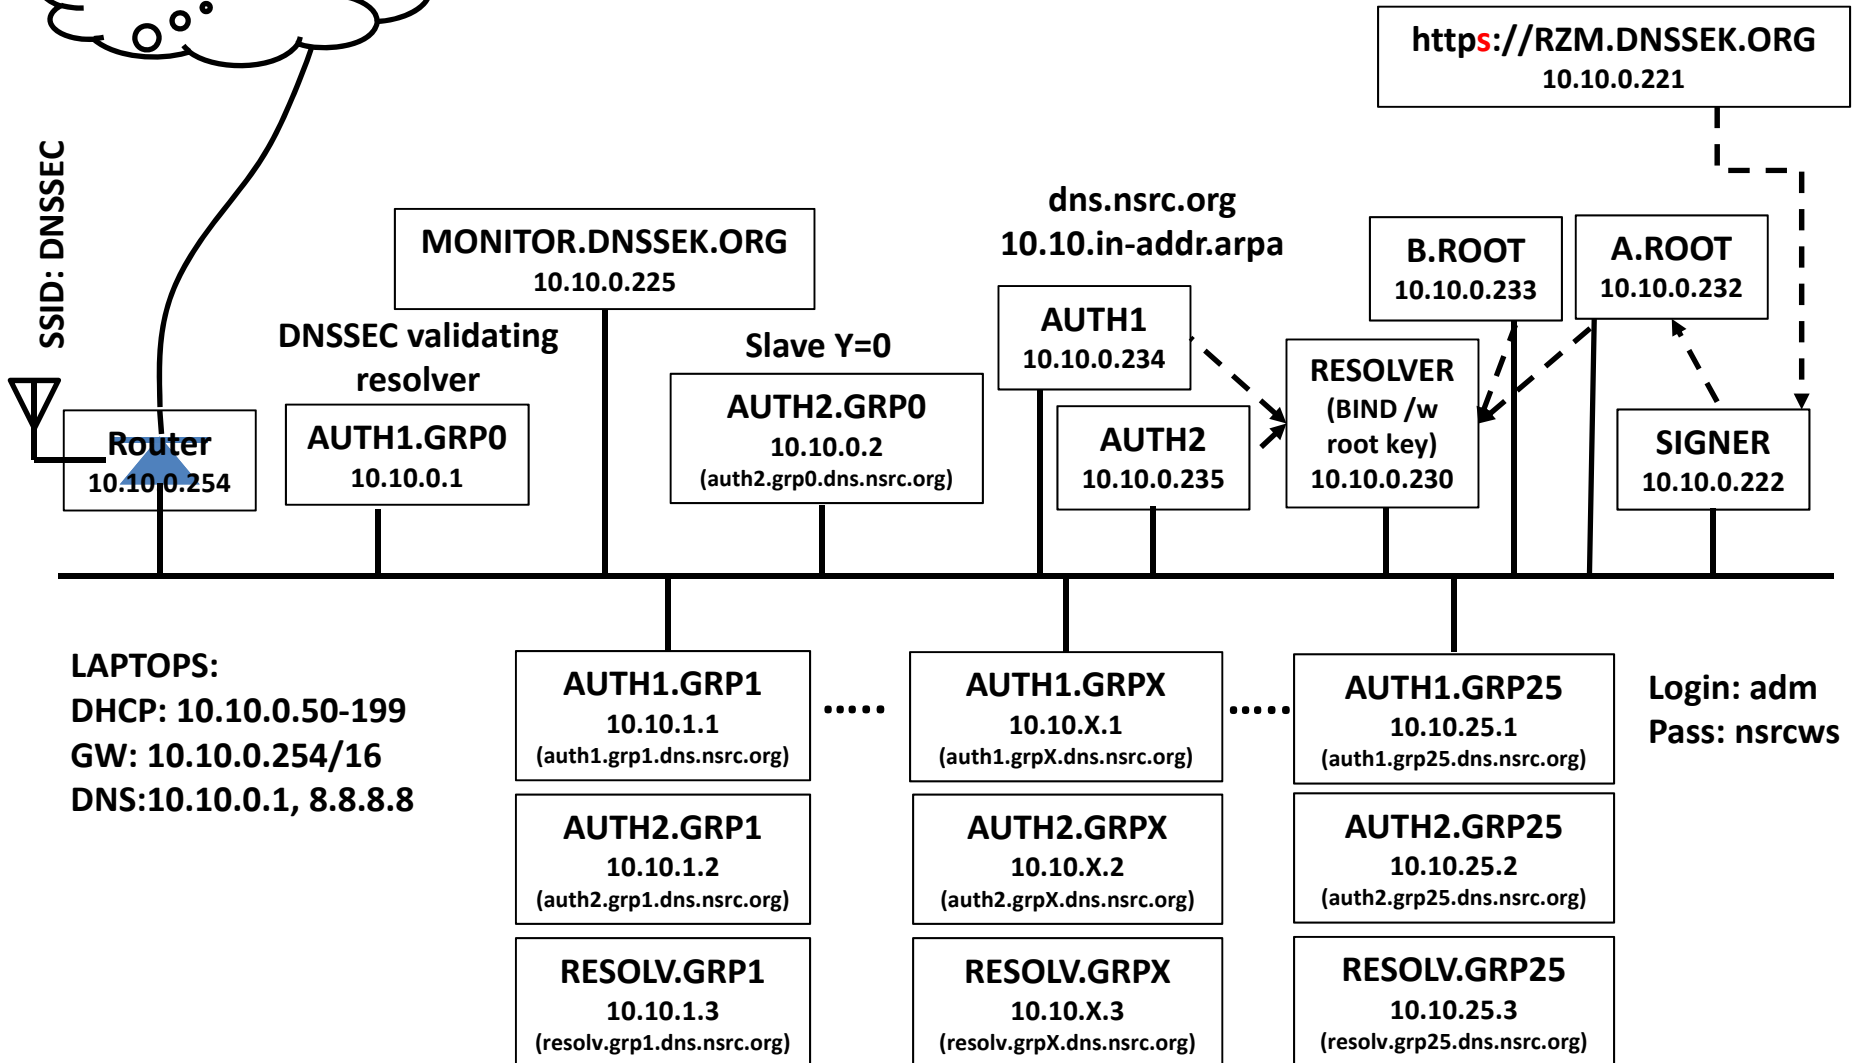 https://RZM.DNSSEK.ORG
10.10.0.221
SSID: DNSSEC
dns.nsrc.org
10.10.in-addr.arpa
MONITOR.DNSSEK.ORG
10.10.0.225
B.ROOT
10.10.0.233
A.ROOT
10.10.0.232
DNSSEC validating
resolver
Slave Y=0
AUTH1
10.10.0.234
RESOLVER
(BIND /w
root key)
10.10.0.230
Router
10.10.0.254
AUTH1.GRP0
10.10.0.1
AUTH2.GRP0
10.10.0.2
(auth2.grp0.dns.nsrc.org)
AUTH2
10.10.0.235
SIGNER
10.10.0.222
LAPTOPS:
DHCP: 10.10.0.50-199
GW: 10.10.0.254/16
DNS:10.10.0.1, 8.8.8.8
AUTH1.GRP1
10.10.1.1
(auth1.grp1.dns.nsrc.org)
AUTH1.GRPX
10.10.X.1
(auth1.grpX.dns.nsrc.org)
AUTH1.GRP25
10.10.25.1
(auth1.grp25.dns.nsrc.org)
Login: adm
Pass: nsrcws
AUTH2.GRP1
10.10.1.2
(auth2.grp1.dns.nsrc.org)
AUTH2.GRPX
10.10.X.2
(auth2.grpX.dns.nsrc.org)
AUTH2.GRP25
10.10.25.2
(auth2.grp25.dns.nsrc.org)
RESOLV.GRP1
10.10.1.3
(resolv.grp1.dns.nsrc.org)
RESOLV.GRPX
10.10.X.3
(resolv.grpX.dns.nsrc.org)
RESOLV.GRP25
10.10.25.3
(resolv.grp25.dns.nsrc.org)